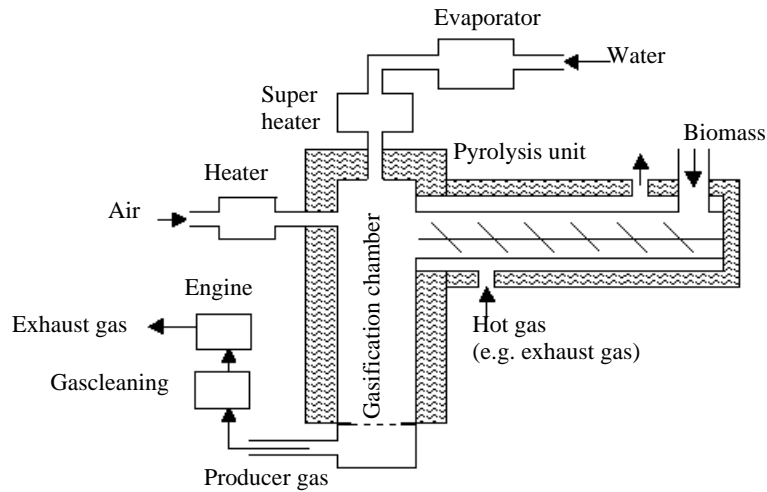 Evaporator
Water
Super
heater
Biomass
Pyrolysis unit
Heater
Air
Gasification chamber
Engine
Exhaust gas
Hot gas
(e.g. exhaust gas)
Gascleaning
Producer gas